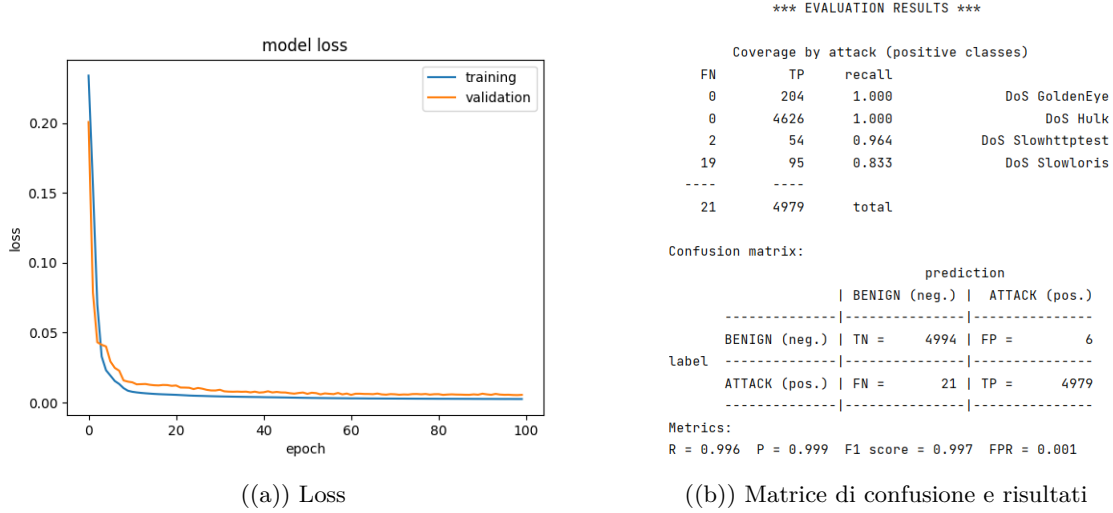 model loss
training
validation
0.20
0.15
0.10
0.05
0.00
loss
0 20 40 60 80 100
epoch
((a)) Loss
*** EVALUATION RESULTS ***
Coverage by attack (positive classes)
FN TP recall
0 204 1.000 DoS GoldenEye
0 4626 1.000 DoS Hulk
2 54 0.964 DoS Slowhttptest
19 95 0.833 DoS Slowloris
---- ----
21 4979 total
Confusion matrix:
prediction
| BENIGN (neg.) | ATTACK (pos.)
---------------|---------------|---------------
BENIGN (neg.) | TN = 4994 | FP = 6
label ---------------|---------------|---------------
ATTACK (pos.) | FN = 21 | TP = 4979
---------------|---------------|---------------
Metrics:
R = 0.996 P = 0.999 F1 score = 0.997 FPR = 0.001
((b)) Matrice di confusione e risultati